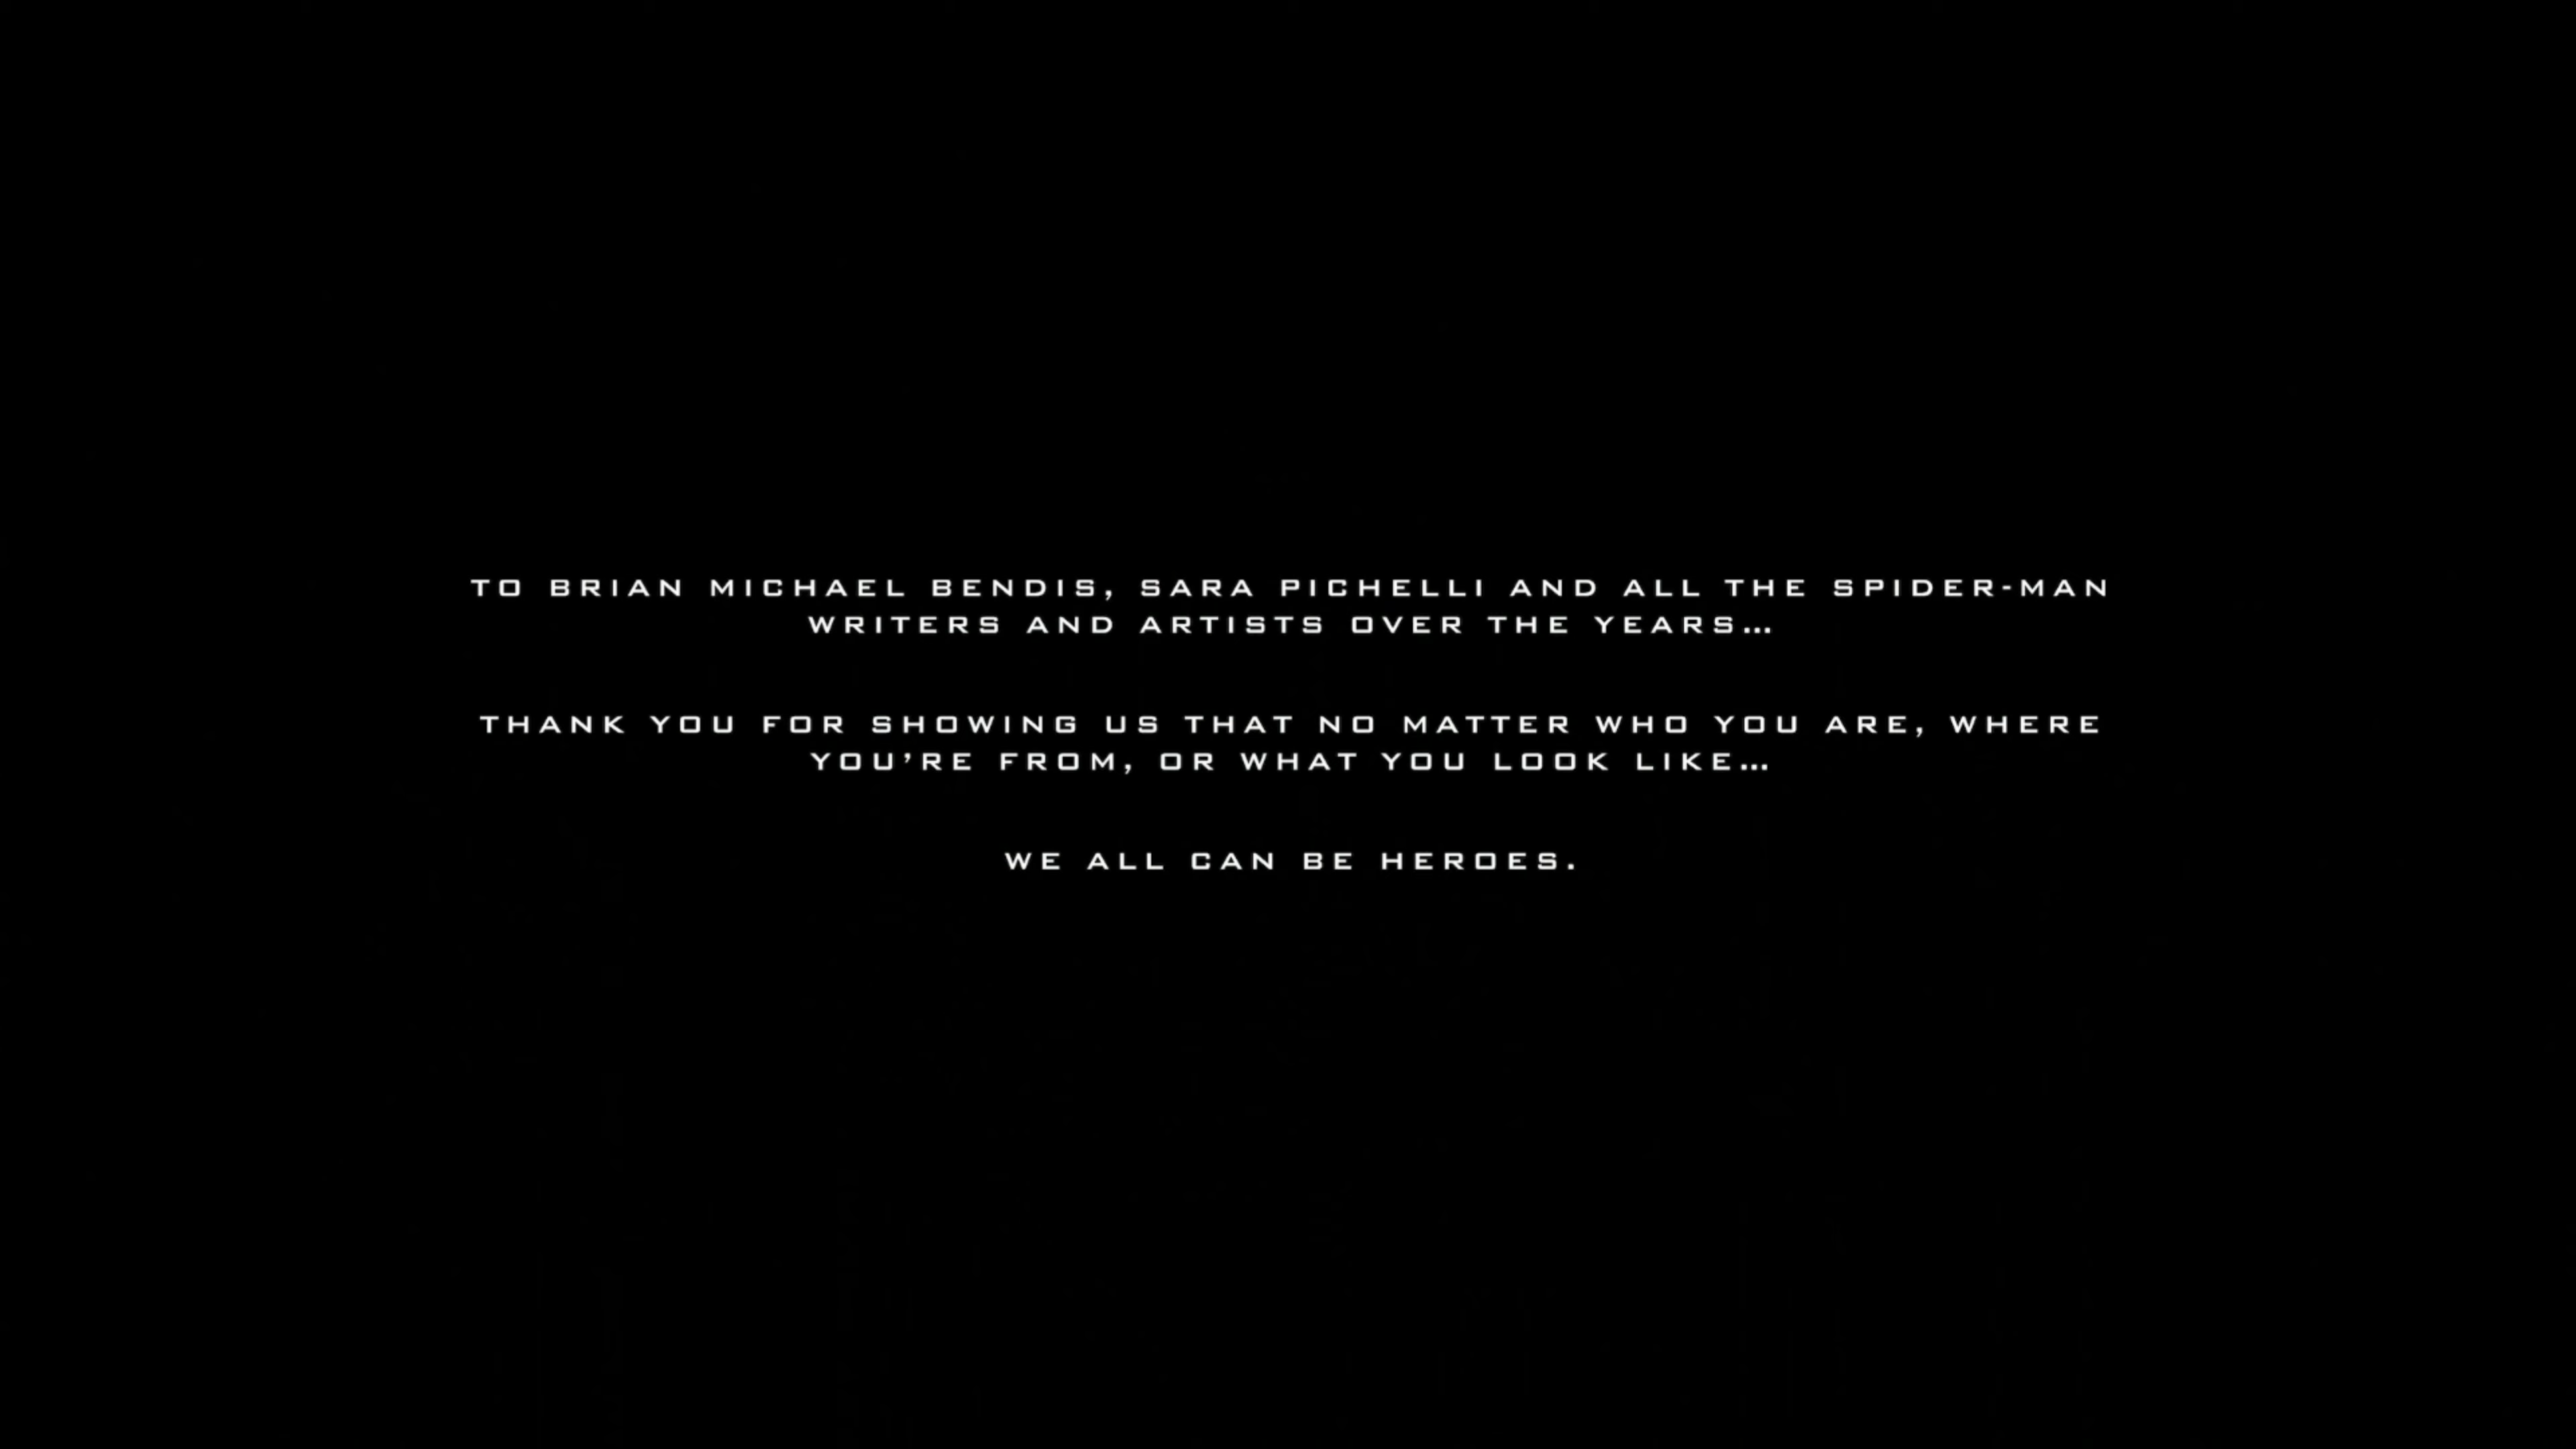 TO BRIAN MICHAEL BENDIS, SARA PICHELLI AND ALL THE SPIDER-MAN
WRITERS AND ARTISTS OVER THE YEARS…
THANK YOU FOR SHOWING US THAT NO MATTER WHO YOU ARE, WHERE
YOU’RE FROM, OR WHAT YOU LOOK LIKE…
WE ALL CAN BE HEROES.